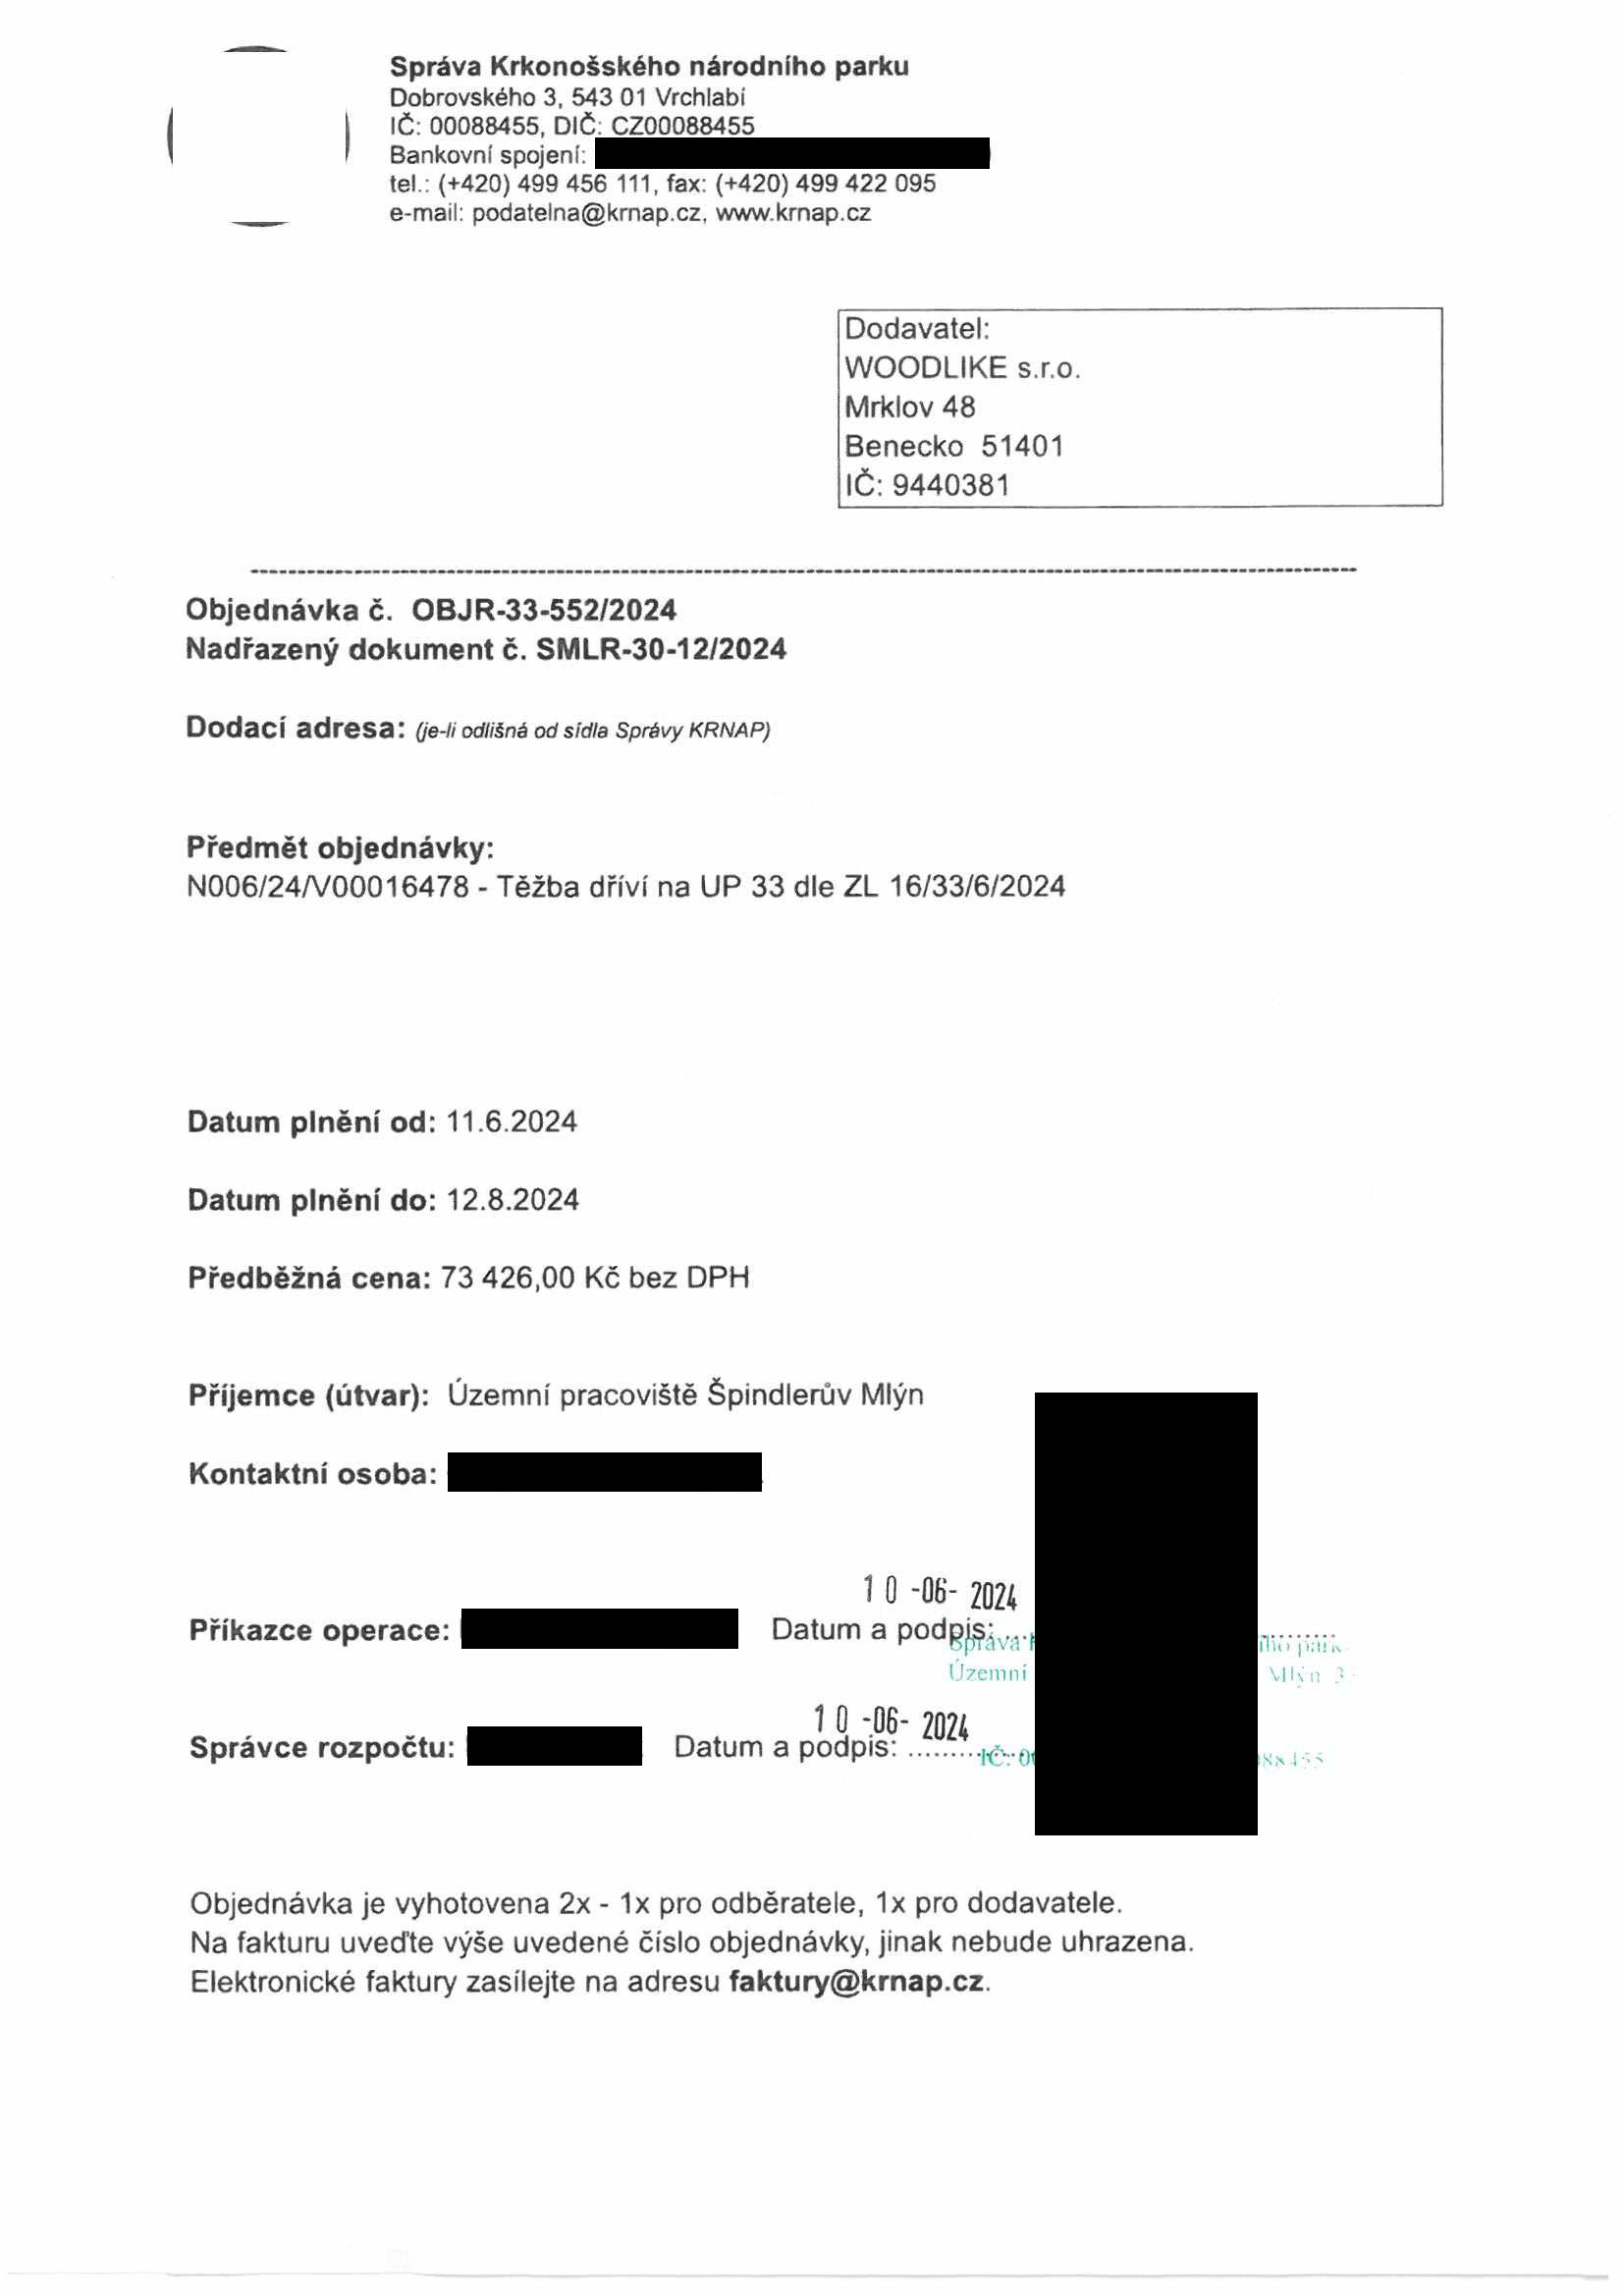 Správa Krkonošského národního parku
Dobrovského 3, 543 01 Vrchlabí
IČ: 00088455, DIČ: CZ00088455
Bankovní spojení:
tel.: (+420) 499 456 111, fax: (+420) 499 422 095
e-mail: podatelna@krnap.cz, www.krnap.cz
Dodavatel:
WOODLIKE s.r.o.
Mrklov 48
Benecko 51401
IČ: 9440381
Objednávka č. OBJR-33-552/2024
Nadřazený dokument č. SMLR-30-12/2024
Dodací adresa: (je-li odlišná od sídla Správy KRNAP)
Předmět objednávky:
N006/24/V00016478 - Těžba dříví na UP 33 dle ZL 16/33/6/2024
Datum plnění od: 11.6.2024
Datum plnění do: 12.8.2024
Předběžná cena: 73 426,00 Kč bez DPH
Příjemce (útvar): Územní pracoviště Špindlerův Mlýn
Kontaktní osoba:
10 -06- 2024
Příkazce operace: Datum a podpis:
Správa
Územní Mlýn
10 -06- 2024
Správce rozpočtu: Datum a podpis:
IČ:
Objednávka je vyhotovena 2x - 1x pro odběratele, 1x pro dodavatele.
Na fakturu uveďte výše uvedené číslo objednávky, jinak nebude uhrazena.
Elektronické faktury zasílejte na adresu faktury@krnap.cz.